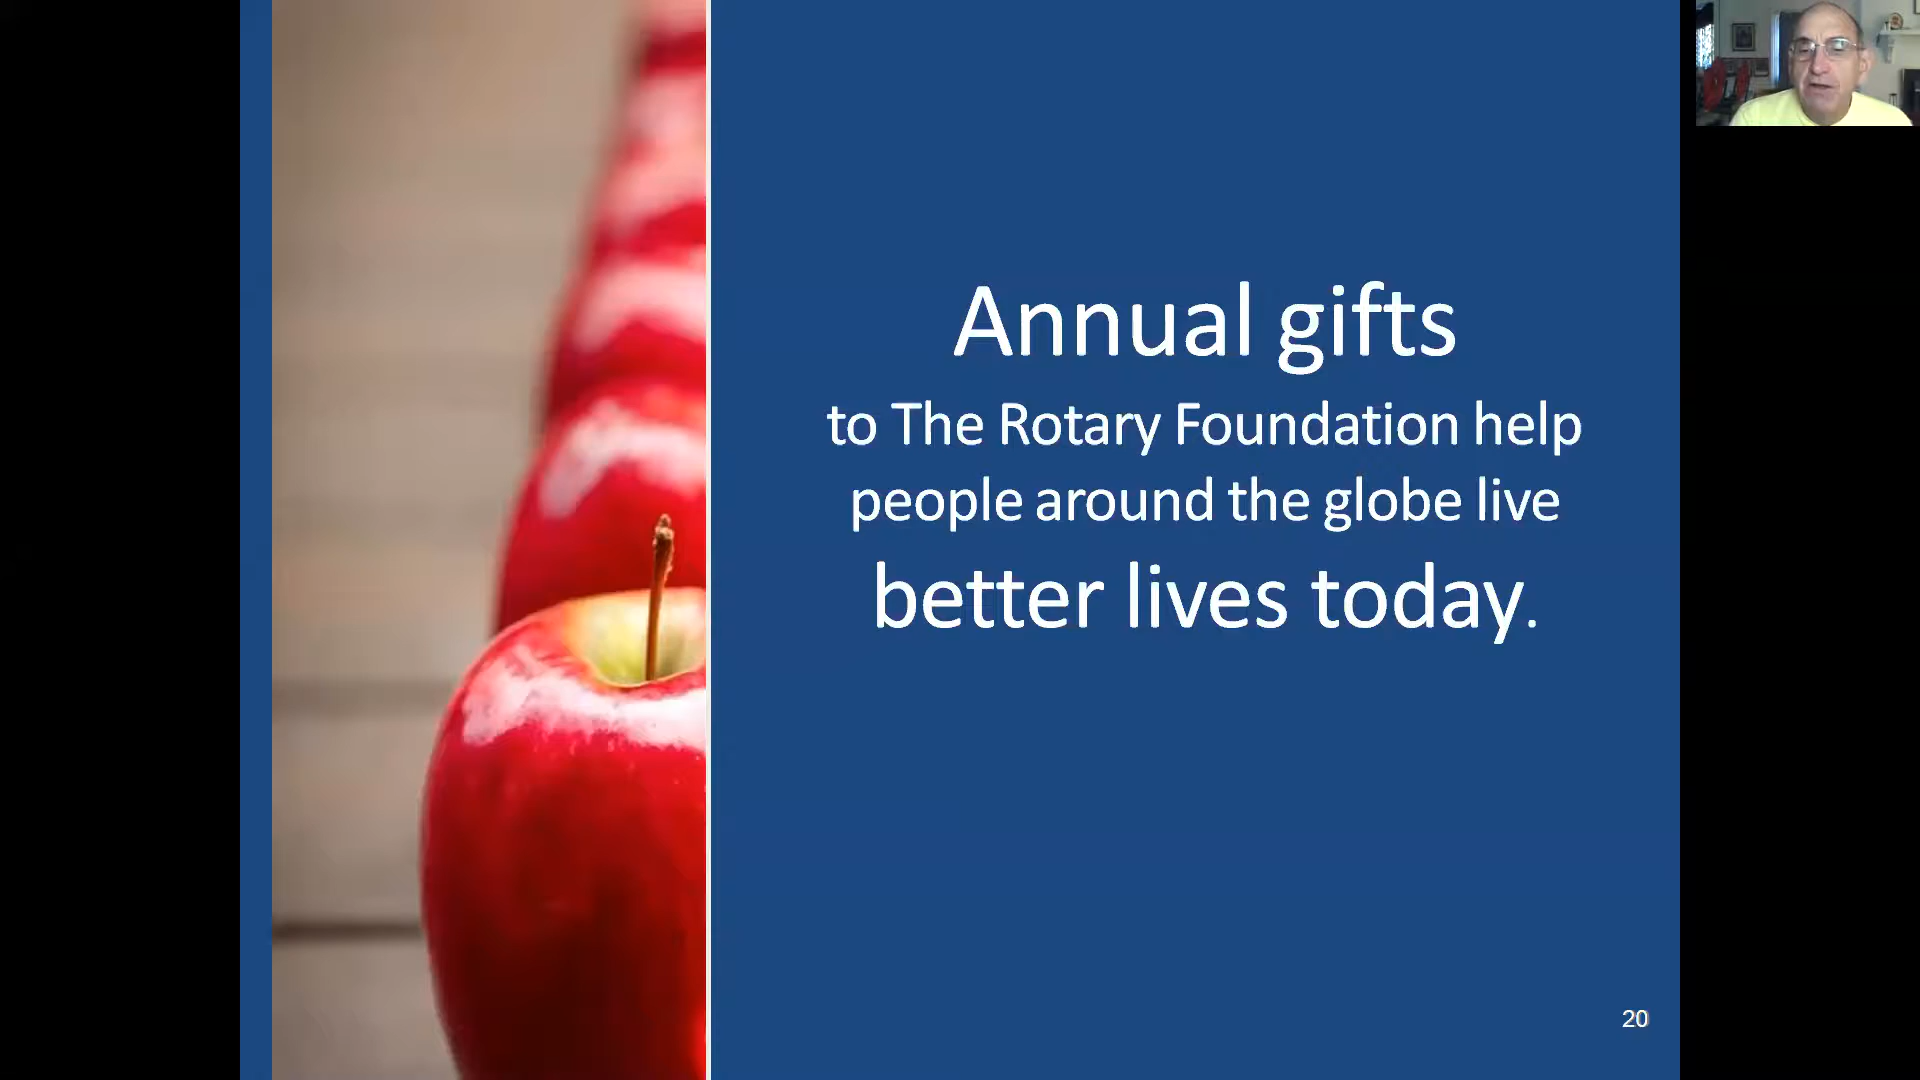 Annual gifts
to The Rotary Foundation help
people around the globe live
better lives today.
20